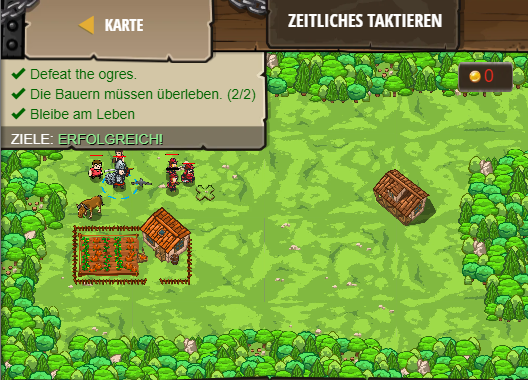 KARTE
ZEITLICHES TAKTIEREN
Defeat the ogres.
Die Bauern müssen überleben. (2/2)
Bleibe am Leben
ZIELE: ERFOLGREICH!
0